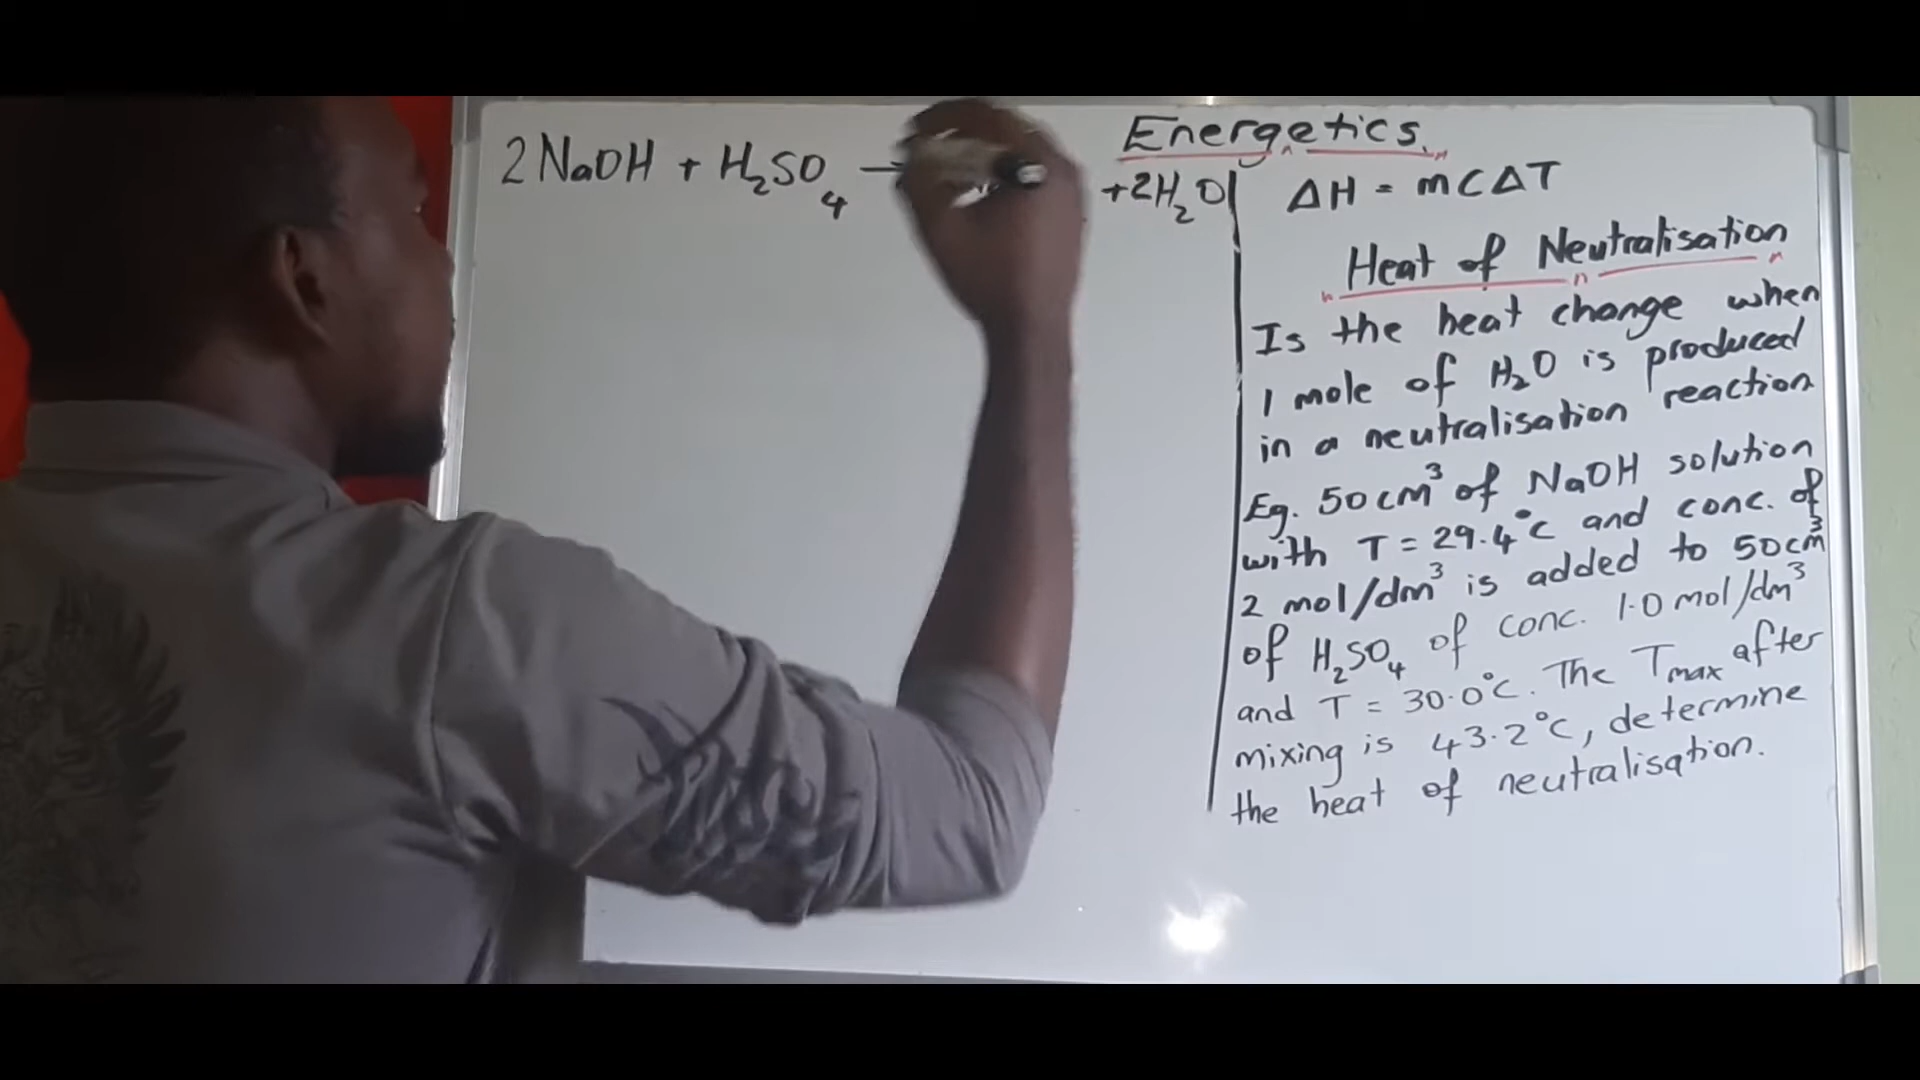 2NaOH + H₂SO₄ → +2H₂O
Energetics.
ΔH = mCΔT
Heat of Neutralisation
Is the heat change when
1 mole of H₂O is produced
in a neutralisation reaction
Eg. 50cm³ of NaOH solution
with T = 29.4°C and conc. of
2 mol/dm³ is added to 50cm³
of H₂SO₄ of conc. 1.0 mol/dm³
and T = 30.0°C. The Tmax after
mixing is 43.2°C, determine
the heat of neutralisation.